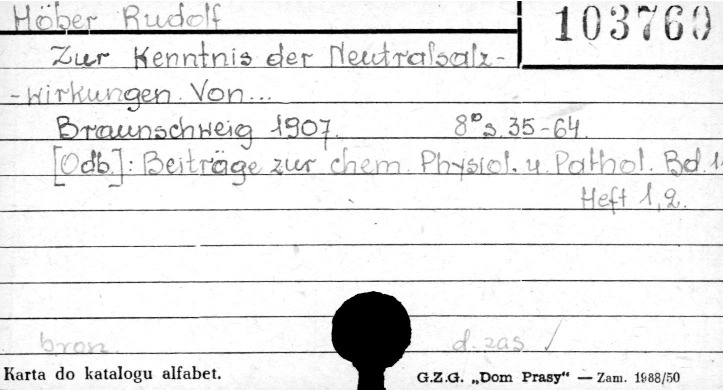 Höber Rudolf
103760
Zur Kenntnis der Neutralsalz-
-wirkungen. Von...
Braunschweig 1907. 8° s. 35-64.
[Odb.]: Beiträge zur chem. Physiol. u. Pathol. Bd. 1
Heft 1, 2.
bron. d. zas ✓
Karta do katalogu alfabet. G.Z.G. „Dom Prasy“ — Zam. 1988/50